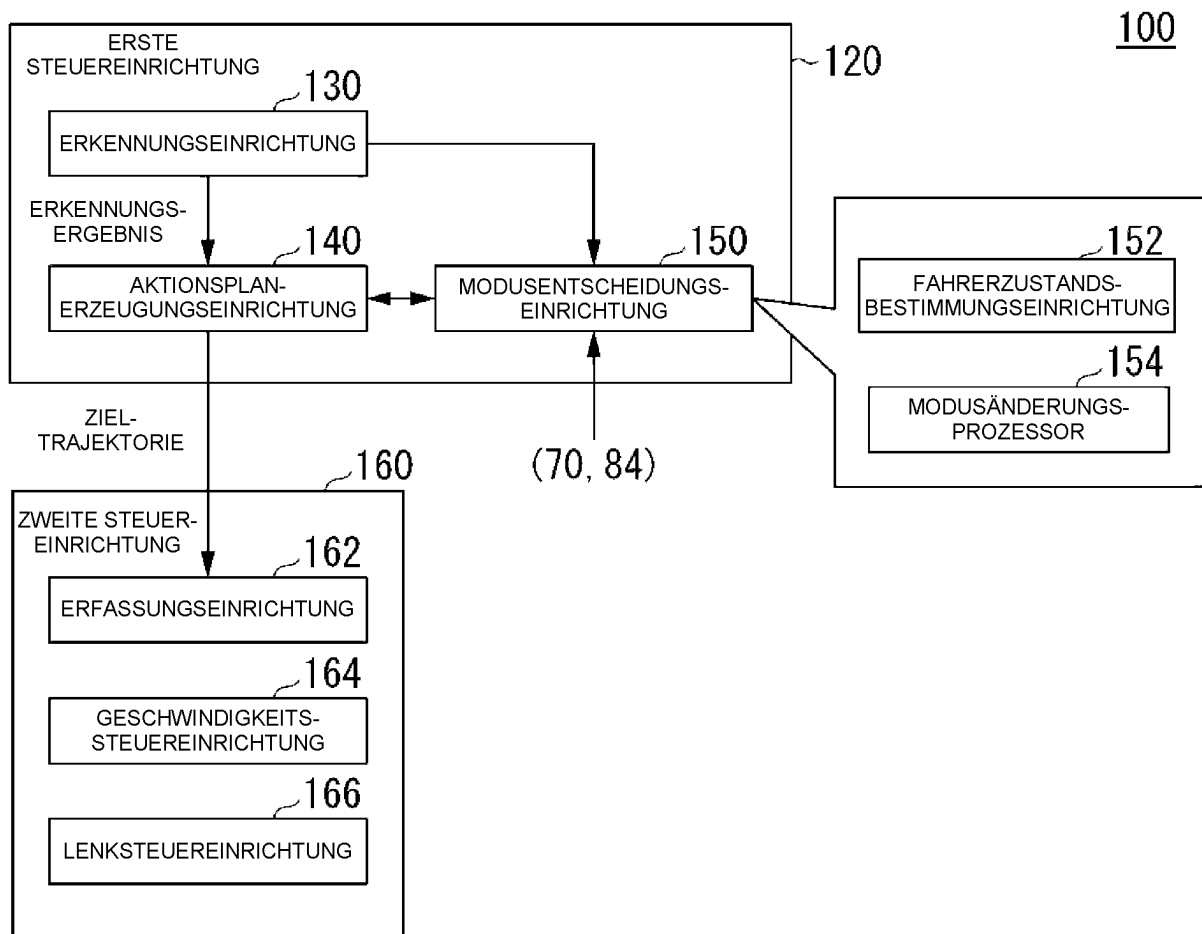 100
ERSTE
STEUEREINRICHTUNG
120
130
ERKENNUNGSEINRICHTUNG
ERKENNUNGS-
ERGEBNIS
140
AKTIONSPLAN-
ERZEUGUNGSEINRICHTUNG
150
MODUSENTSCHEIDUNGS-
EINRICHTUNG
152
FAHRERZUSTANDS-
BESTIMMUNGSEINRICHTUNG
154
MODUSÄNDERUNGS-
PROZESSOR
(70, 84)
ZIEL-
TRAJEKTORIE
160
ZWEITE STEUER-
EINRICHTUNG
162
ERFASSUNGSEINRICHTUNG
164
GESCHWINDIGKEITS-
STEUEREINRICHTUNG
166
LENKSTEUEREINRICHTUNG